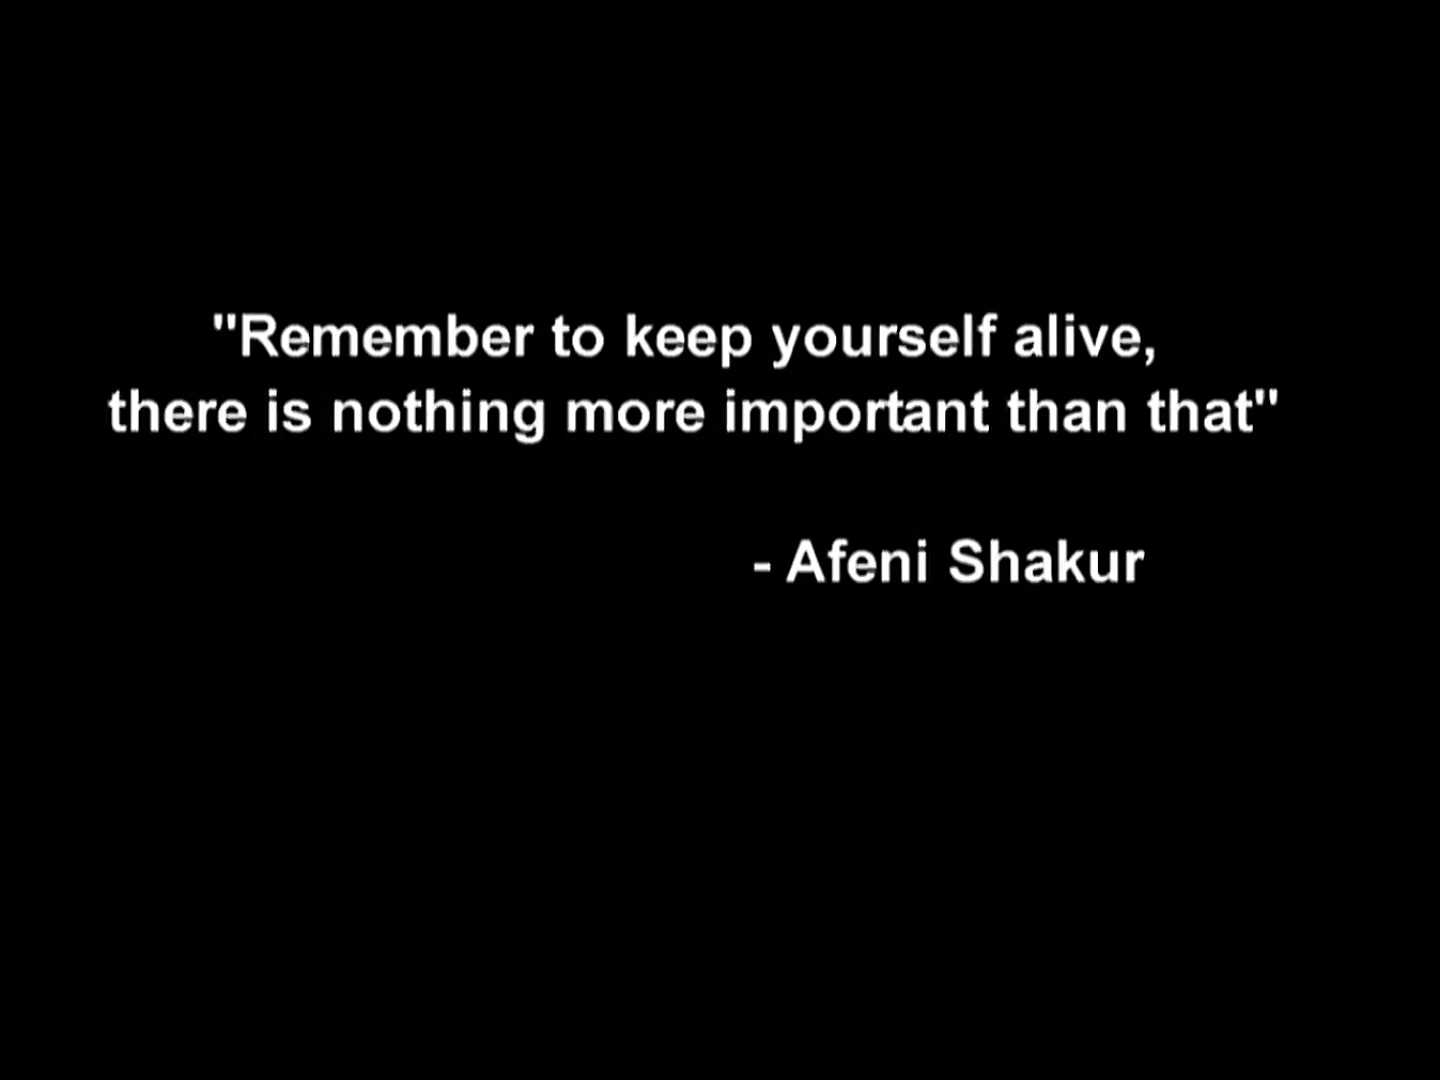 "Remember to keep yourself alive,
there is nothing more important than that"
- Afeni Shakur